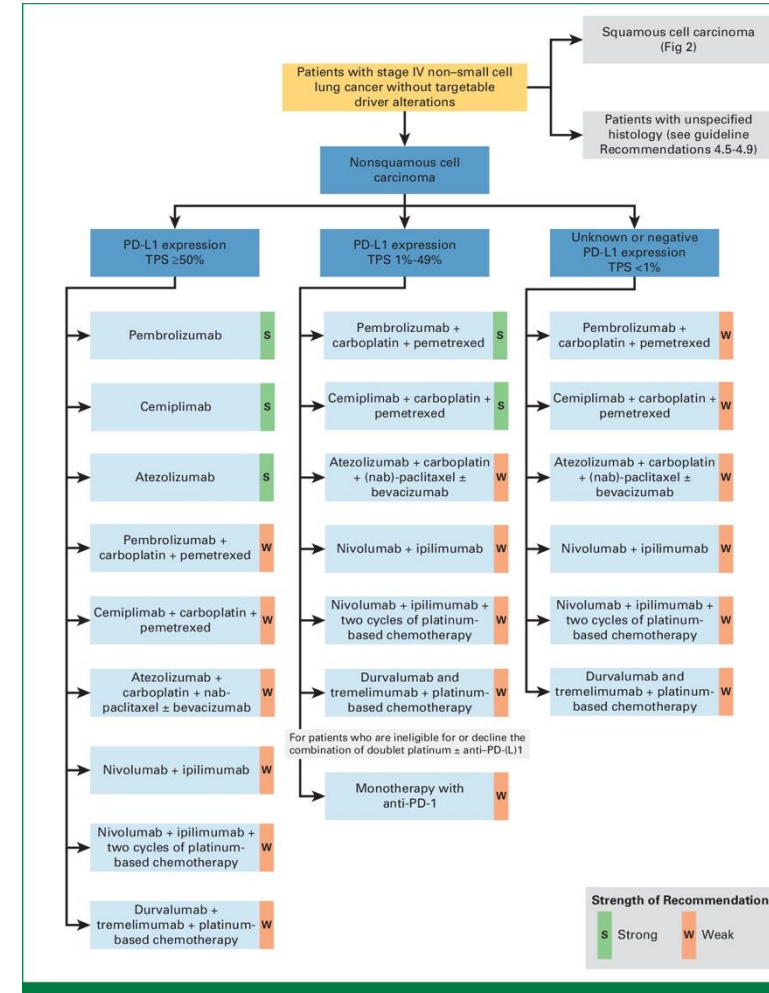 Squamous cell carcinoma
(Fig 2)
Patients with stage IV non–small cell
lung cancer without targetable
driver alterations
Patients with unspecified
histology (see guideline
Recommendations 4.5-4.9)
Nonsquamous cell
carcinoma
PD-L1 expression
TPS ≥50%
PD-L1 expression
TPS 1%-49%
Unknown or negative
PD-L1 expression
TPS <1%
Pembrolizumab
S
Cemiplimab
S
Atezolizumab
S
Pembrolizumab +
carboplatin + pemetrexed
W
Cemiplimab + carboplatin +
pemetrexed
W
Atezolizumab +
carboplatin + nab-
paclitaxel ± bevacizumab
W
Nivolumab + ipilimumab
W
Nivolumab + ipilimumab +
two cycles of platinum-
based chemotherapy
W
Durvalumab +
tremelimumab + platinum-
based chemotherapy
W
Pembrolizumab +
carboplatin + pemetrexed
S
Cemiplimab + carboplatin +
pemetrexed
S
Atezolizumab + carboplatin
+ (nab)-paclitaxel ±
bevacizumab
W
Nivolumab + ipilimumab
W
Nivolumab + ipilimumab +
two cycles of platinum-
based chemotherapy
W
Durvalumab and
tremelimumab + platinum-
based chemotherapy
W
For patients who are ineligible for or decline the
combination of doublet platinum ± anti–PD-(L)1
Monotherapy with
anti-PD-1
W
Pembrolizumab +
carboplatin + pemetrexed
W
Cemiplimab + carboplatin +
pemetrexed
W
Atezolizumab + carboplatin
+ (nab)-paclitaxel ±
bevacizumab
W
Nivolumab + ipilimumab
W
Nivolumab + ipilimumab +
two cycles of platinum-
based chemotherapy
W
Durvalumab and
tremelimumab + platinum-
based chemotherapy
W
Strength of Recommendation
S Strong
W Weak